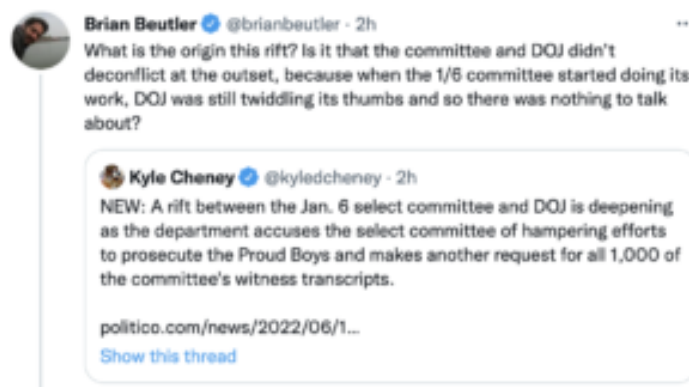 Brian Beutler @brianbeutler · 2h
What is the origin this rift? Is it that the committee and DOJ didn't
deconflict at the outset, because when the 1/6 committee started doing its
work, DOJ was still twiddling its thumbs and so there was nothing to talk
about?
Kyle Cheney @kyledcheney · 2h
NEW: A rift between the Jan. 6 select committee and DOJ is deepening
as the department accuses the select committee of hampering efforts
to prosecute the Proud Boys and makes another request for all 1,000 of
the committee's witness transcripts.
politico.com/news/2022/06/1...
Show this thread